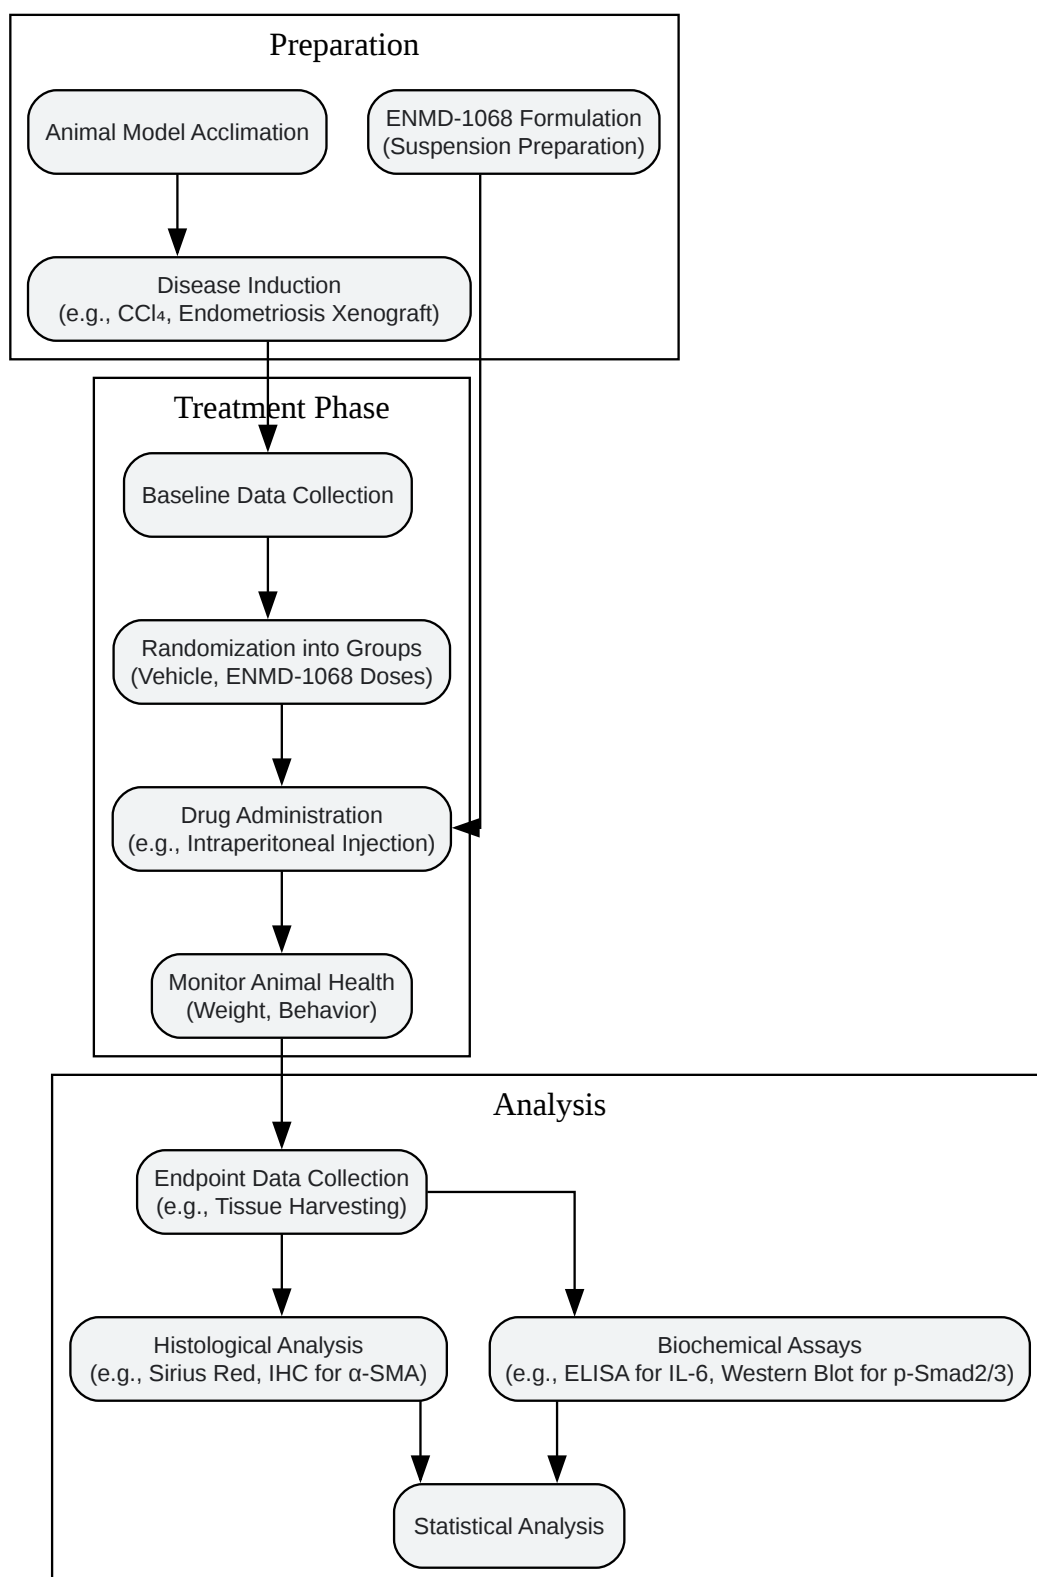 Preparation
Animal Model Acclimation
ENMD-1068 Formulation
(Suspension Preparation)
Disease Induction
(e.g., CCl₄, Endometriosis Xenograft)
Treatment Phase
Baseline Data Collection
Randomization into Groups
(Vehicle, ENMD-1068 Doses)
Drug Administration
(e.g., Intraperitoneal Injection)
Monitor Animal Health
(Weight, Behavior)
Analysis
Endpoint Data Collection
(e.g., Tissue Harvesting)
Histological Analysis
(e.g., Sirius Red, IHC for α-SMA)
Biochemical Assays
(e.g., ELISA for IL-6, Western Blot for p-Smad2/3)
Statistical Analysis